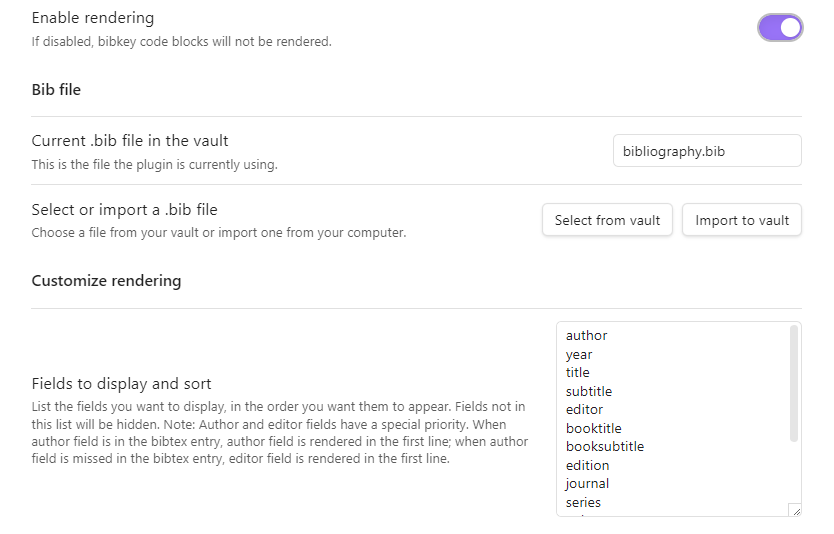 Enable rendering
If disabled, bibkey code blocks will not be rendered.
Bib file
Current .bib file in the vault
This is the file the plugin is currently using.
bibliography.bib
Select or import a .bib file
Choose a file from your vault or import one from your computer.
Select from vault
Import to vault
Customize rendering
Fields to display and sort
List the fields you want to display, in the order you want them to appear. Fields not in
this list will be hidden. Note: Author and editor fields have a special priority. When
author field is in the bibtex entry, author field is rendered in the first line; when author
field is missed in the bibtex entry, editor field is rendered in the first line.
author
year
title
subtitle
editor
booktitle
booksubtitle
edition
journal
series